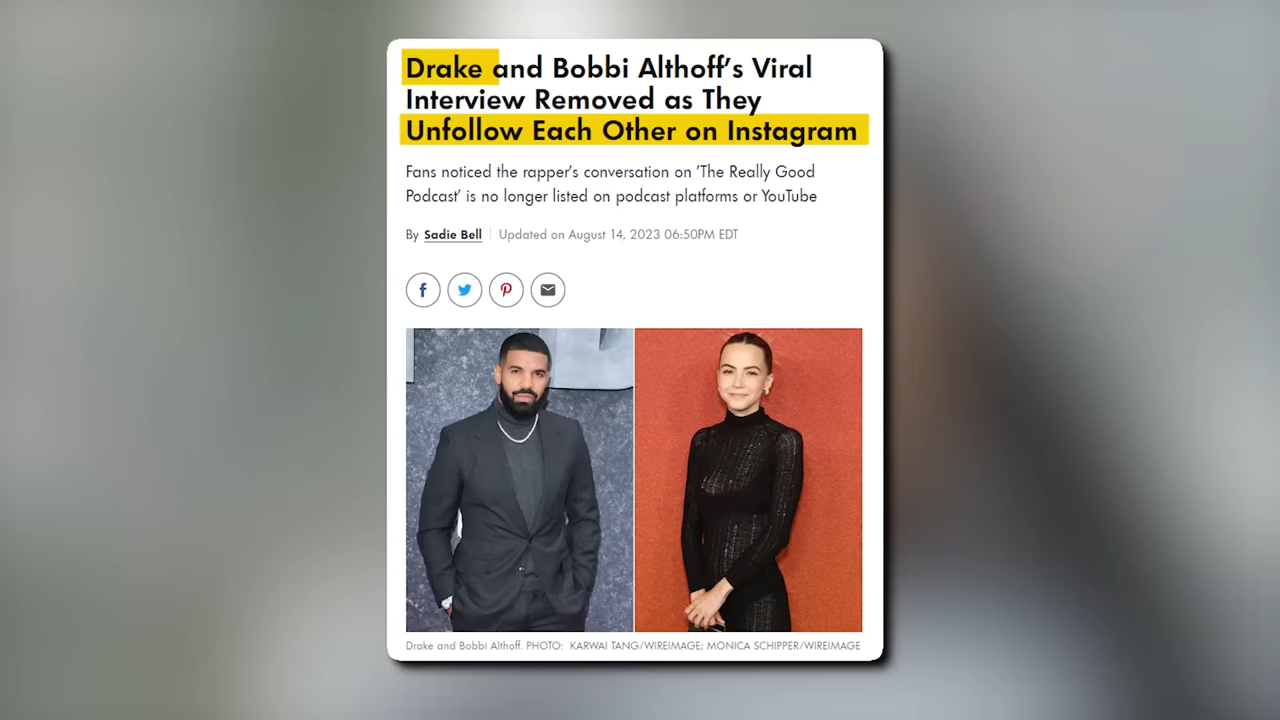 Drake and Bobbi Althoff's Viral
Interview Removed as They
Unfollow Each Other on Instagram
Fans noticed the rapper's conversation on 'The Really Good
Podcast' is no longer listed on podcast platforms or YouTube
By Sadie Bell | Updated on August 14, 2023 06:50PM EDT
Drake and Bobbi Althoff. PHOTO: KARWAI TANG/WIREIMAGE; MONICA SCHIPPER/WIREIMAGE